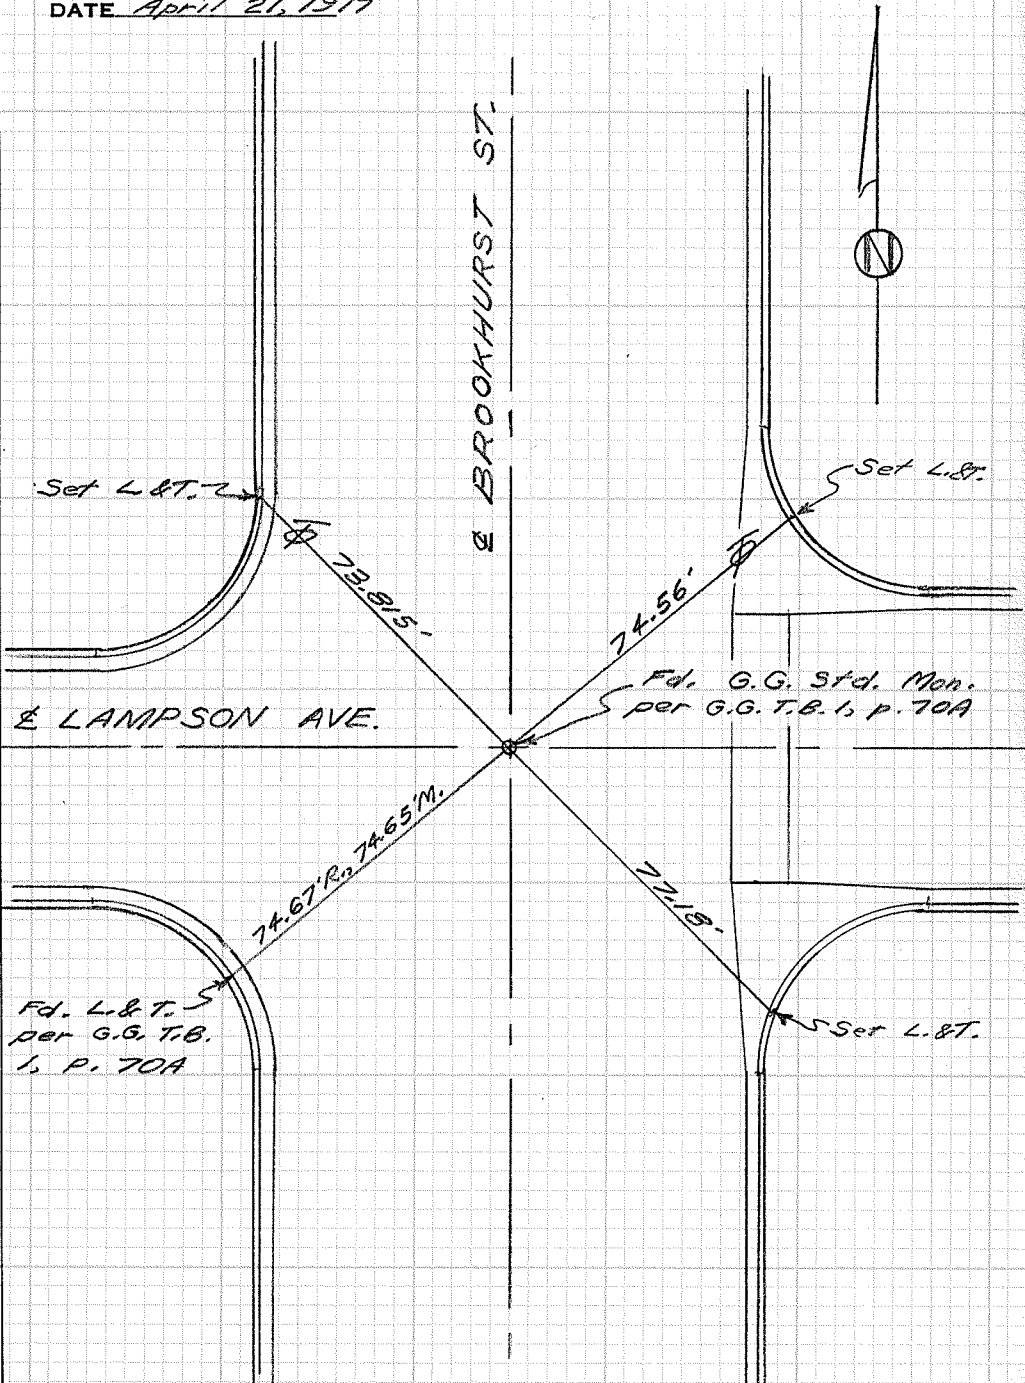 DATE April 21, 19
℄ BROOKHURST ST.
N
Set L.&T.
Set L.&T.
73.815'
74.56'
Fd. G.G. Std. Mon.
per G.G. T.B. 1, p. 70A
℄ LAMPSON AVE.
74.67'R., 74.65'M.
77.18'
Fd. L.&T.
per G.G. T.B.
1, p. 70A
Set L.&T.